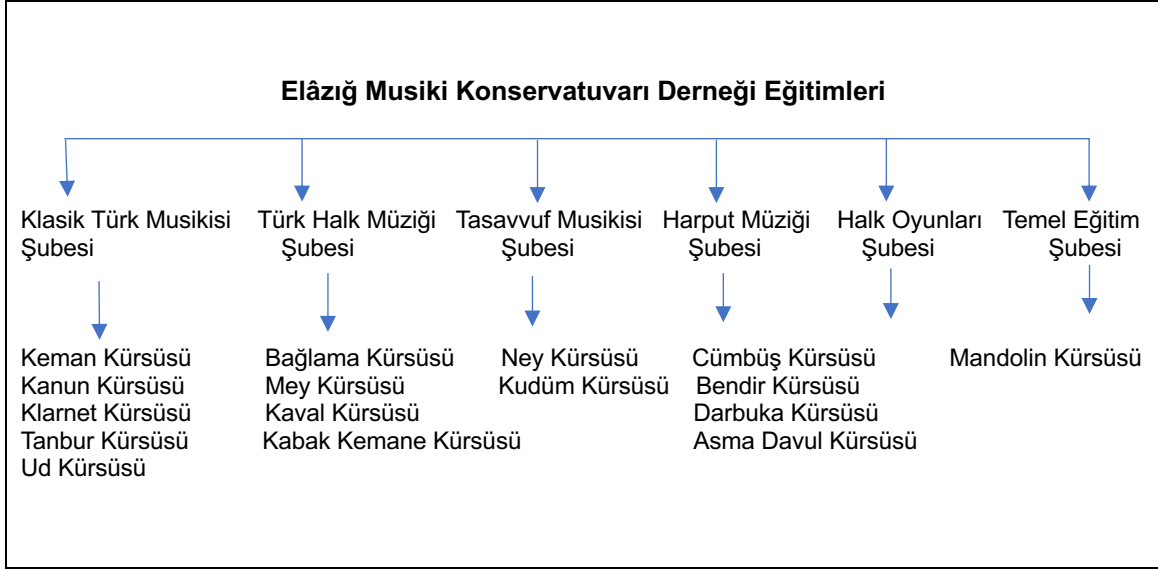 Elâzığ Musiki Konservatuvarı Derneği Eğitimleri
Klasik Türk Musikisi Şubesi
Türk Halk Müziği Şubesi
Tasavvuf Musikisi Şubesi
Harput Müziği Şubesi
Halk Oyunları Şubesi
Temel Eğitim Şubesi
Keman Kürsüsü
Kanun Kürsüsü
Klarnet Kürsüsü
Tanbur Kürsüsü
Ud Kürsüsü
Bağlama Kürsüsü
Mey Kürsüsü
Kaval Kürsüsü
Kabak Kemane Kürsüsü
Ney Kürsüsü
Kudüm Kürsüsü
Cümbüş Kürsüsü
Bendir Kürsüsü
Darbuka Kürsüsü
Asma Davul Kürsüsü
Mandolin Kürsüsü